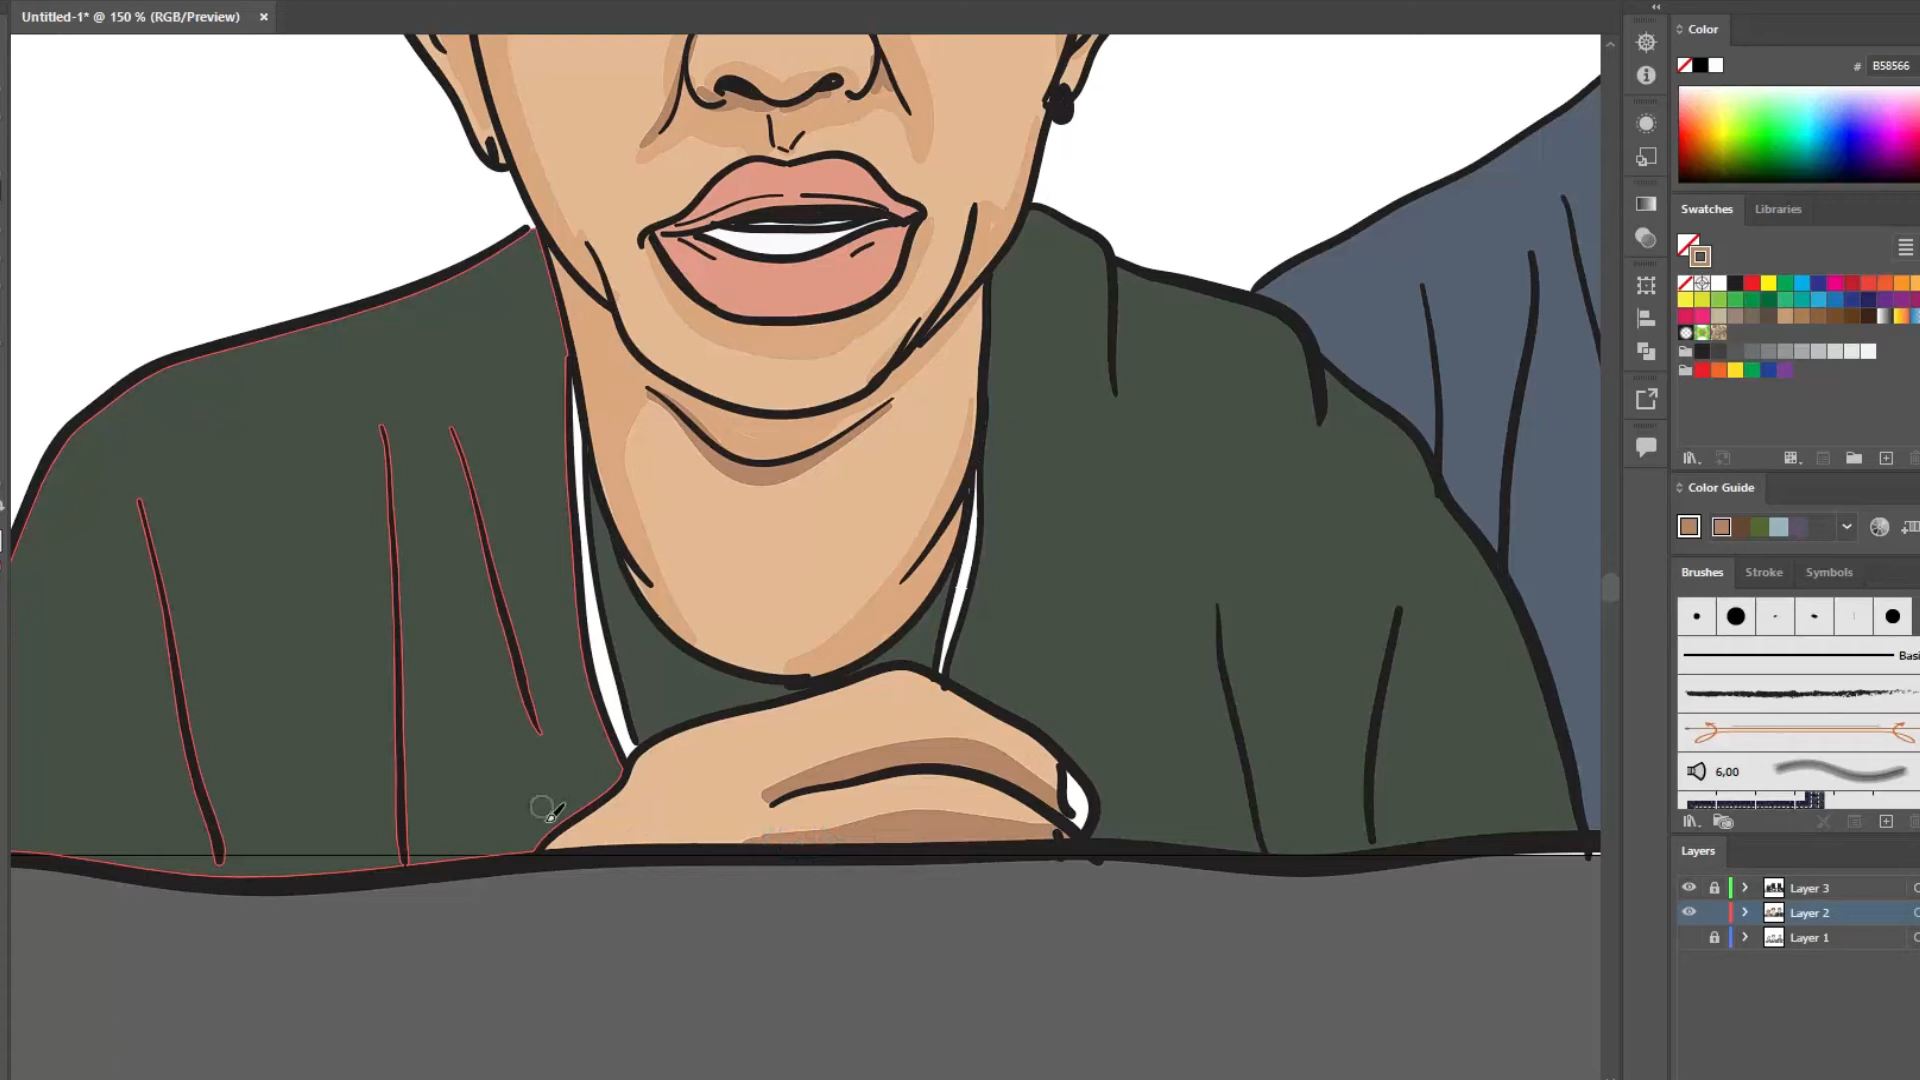 Untitled-1* @ 150 % (RGB/Preview)
Color
# B58566
Swatches Libraries
Color Guide
Brushes Stroke Symbols
Basi
6,00
Layers
Layer 3
Layer 2
Layer 1